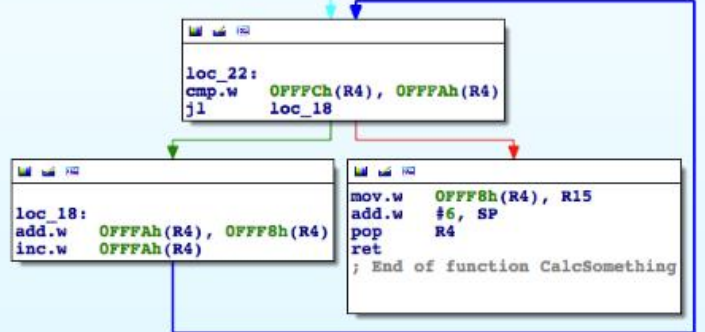 loc_22:
cmp.w 0FFFCh(R4), 0FFFAh(R4)
jl loc_18
loc_18:
add.w 0FFFAh(R4), 0FFF8h(R4)
inc.w 0FFFAh(R4)
mov.w 0FFF8h(R4), R15
add.w #6, SP
pop R4
ret
; End of function CalcSomething